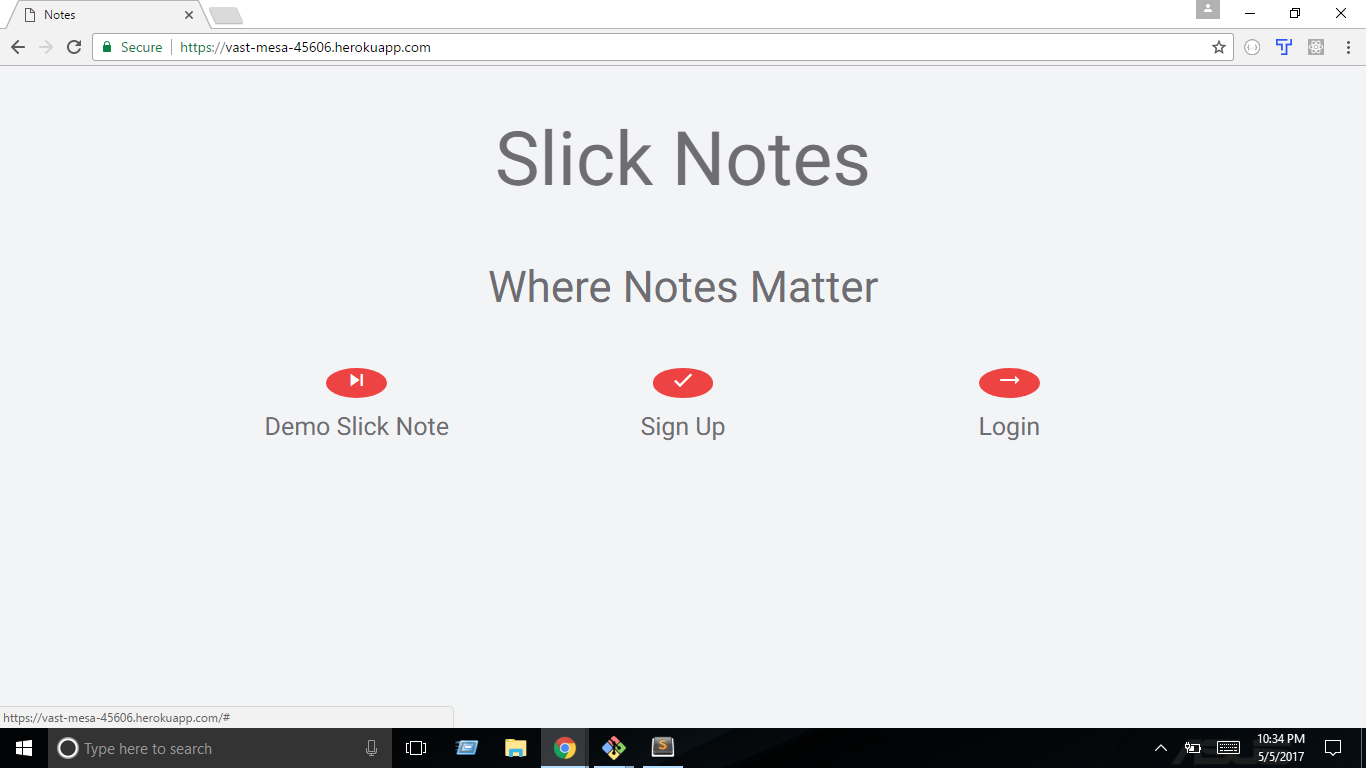 Notes
Secure https://vast-mesa-45606.herokuapp.com
Slick Notes
Where Notes Matter
Demo Slick Note
Sign Up
Login
https://vast-mesa-45606.herokuapp.com/#
Type here to search
10:34 PM
5/5/2017